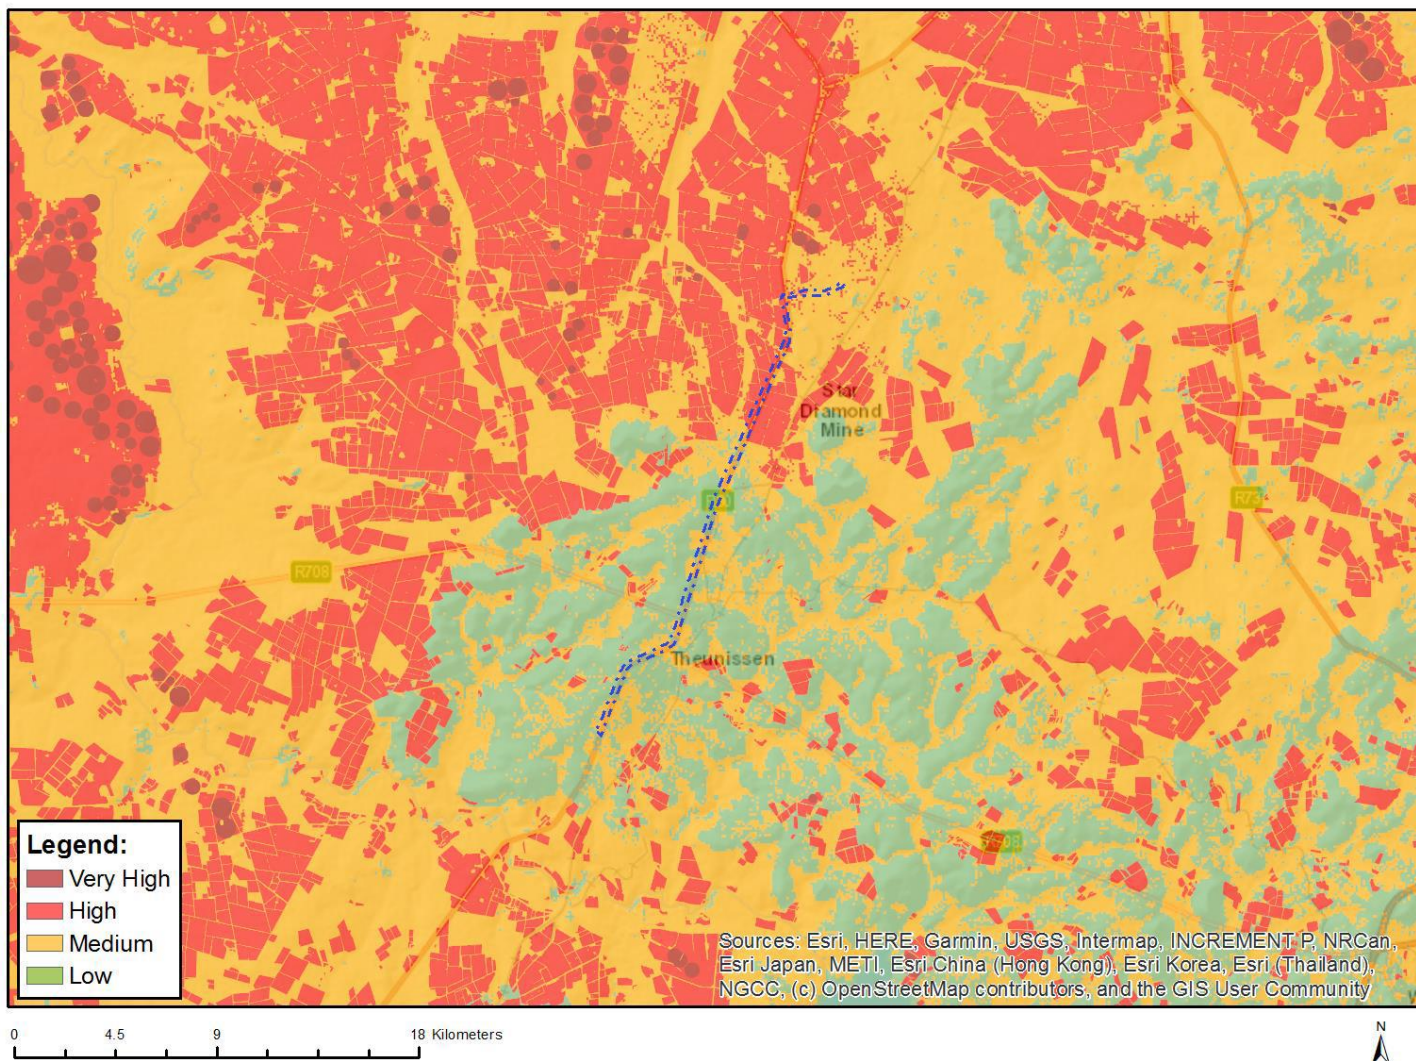 Star
Diamond
Mine
R708
R73
Theunissen
Legend:
Very High
High
Medium
Low
Sources: Esri, HERE, Garmin, USGS, Intermap, INCREMENT P, NRCan,
Esri Japan, METI, Esri China (Hong Kong), Esri Korea, Esri (Thailand),
NGCC, (c) OpenStreetMap contributors, and the GIS User Community
0 4.5 9 18 Kilometers
N